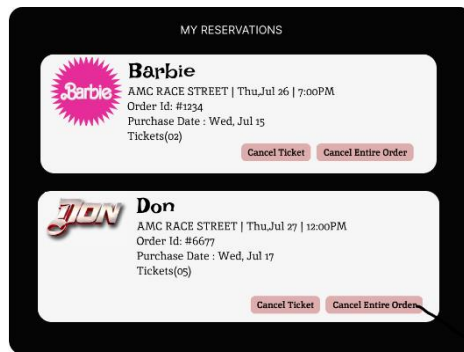 MY RESERVATIONS
Barbie
Barbie
AMC RACE STREET | Thu,Jul 26 | 7:00PM
Order Id: #1234
Purchase Date : Wed, Jul 15
Tickets(02)
Cancel Ticket Cancel Entire Order
DON
Don
AMC RACE STREET | Thu,Jul 27 | 12:00PM
Order Id: #6677
Purchase Date : Wed, Jul 17
Tickets(05)
Cancel Ticket Cancel Entire Order